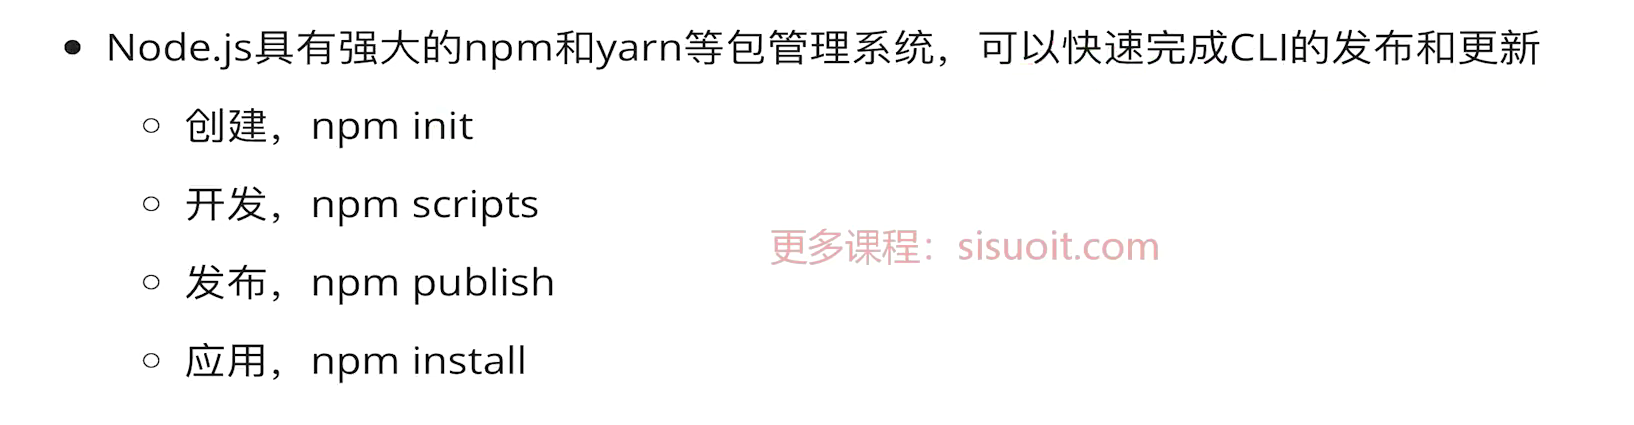 Node.js具有强大的npm和yarn等包管理系统，可以快速完成CLI的发布和更新
创建，npm init
开发，npm scripts
更多课程：sisuoit.com
发布，npm publish
应用，npm install